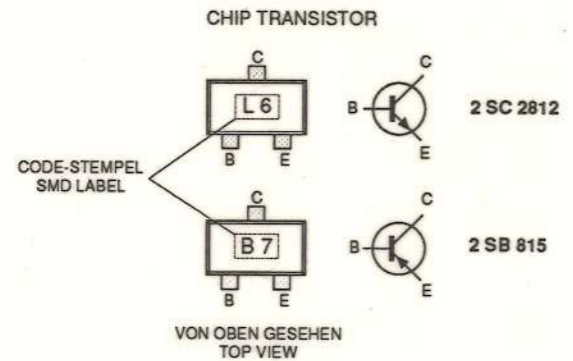 CHIP TRANSISTOR
C
L 6
B E
C
B
E
2 SC 2812
CODE-STEMPEL
SMD LABEL
C
B 7
B E
C
B
E
2 SB 815
VON OBEN GESEHEN
TOP VIEW